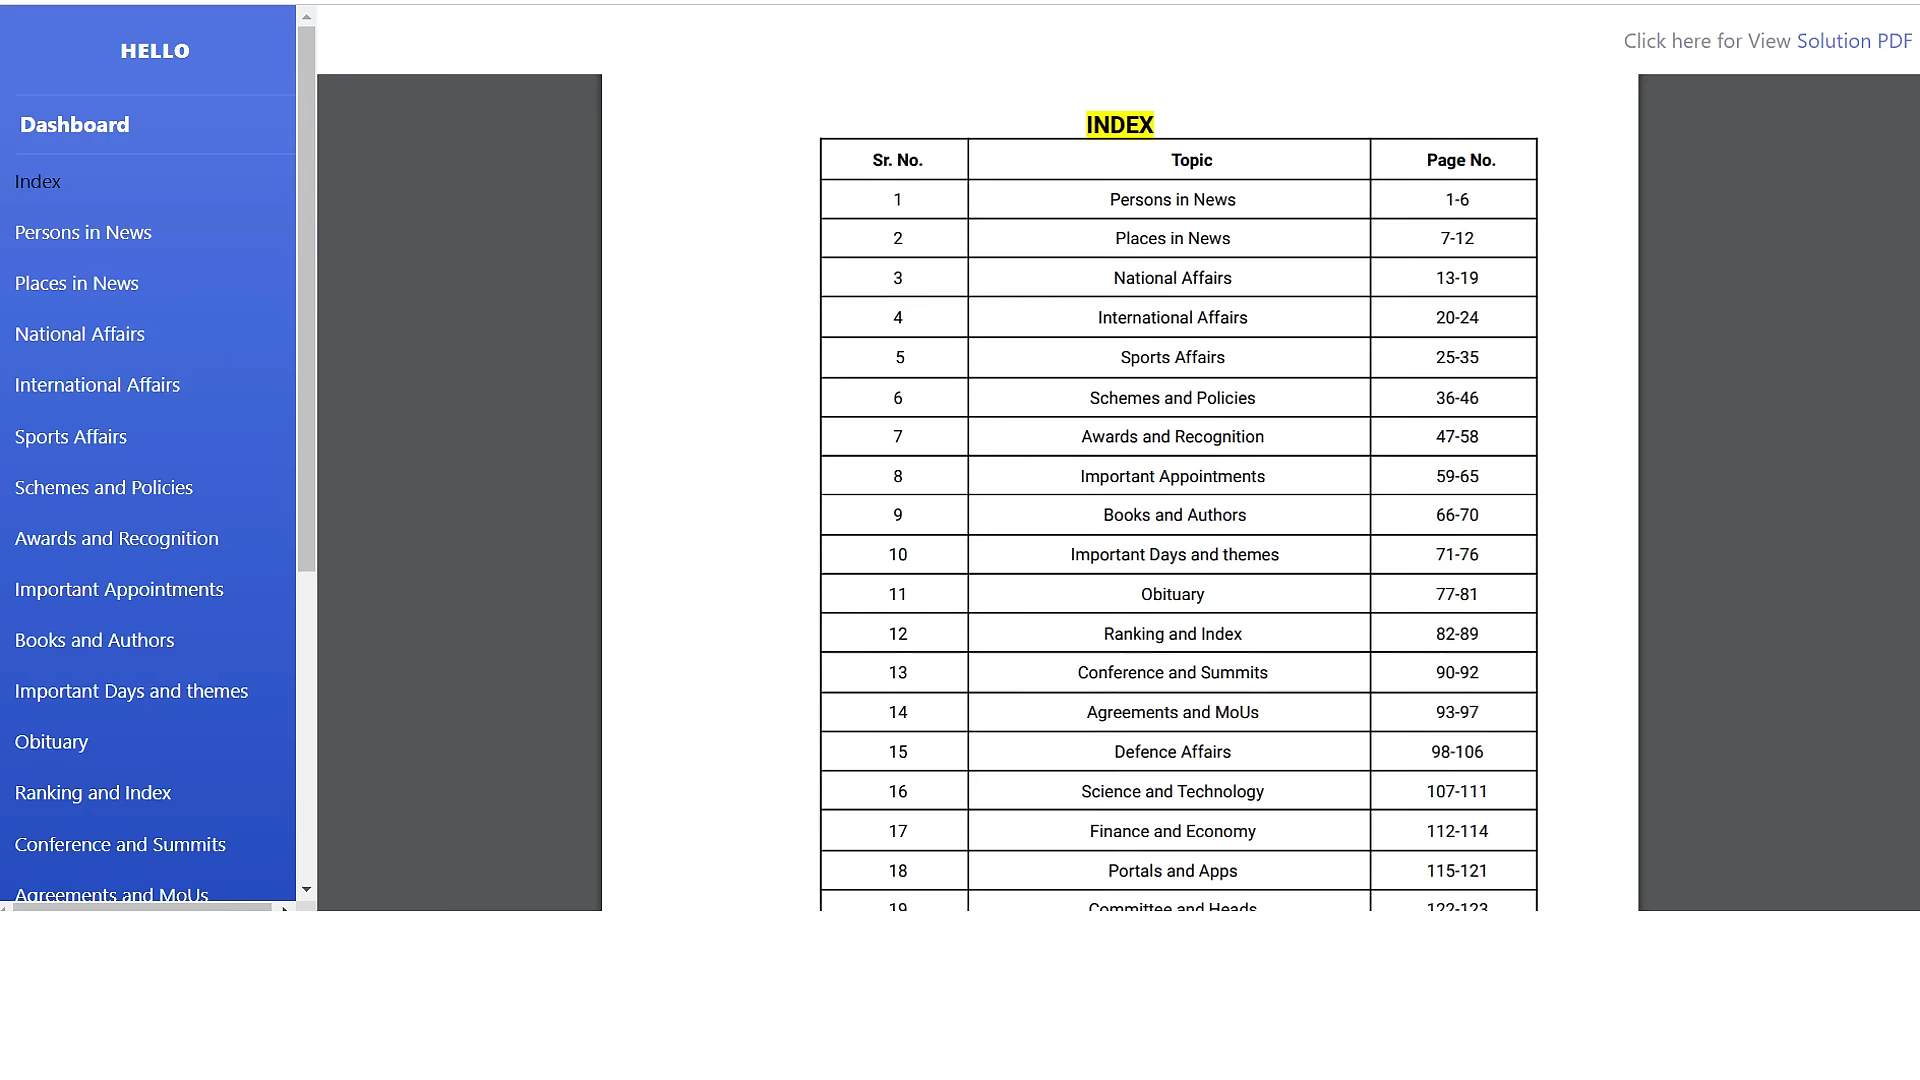 HELLO
Dashboard
Index
Persons in News
Places in News
National Affairs
International Affairs
Sports Affairs
Schemes and Policies
Awards and Recognition
Important Appointments
Books and Authors
Important Days and themes
Obituary
Ranking and Index
Conference and Summits
Agreements and MoUs
Click here for View Solution PDF
INDEX
Sr. No. Topic Page No.
1 Persons in News 1-6
2 Places in News 7-12
3 National Affairs 13-19
4 International Affairs 20-24
5 Sports Affairs 25-35
6 Schemes and Policies 36-46
7 Awards and Recognition 47-58
8 Important Appointments 59-65
9 Books and Authors 66-70
10 Important Days and themes 71-76
11 Obituary 77-81
12 Ranking and Index 82-89
13 Conference and Summits 90-92
14 Agreements and MoUs 93-97
15 Defence Affairs 98-106
16 Science and Technology 107-111
17 Finance and Economy 112-114
18 Portals and Apps 115-121
19 Committee and Heads 122-123